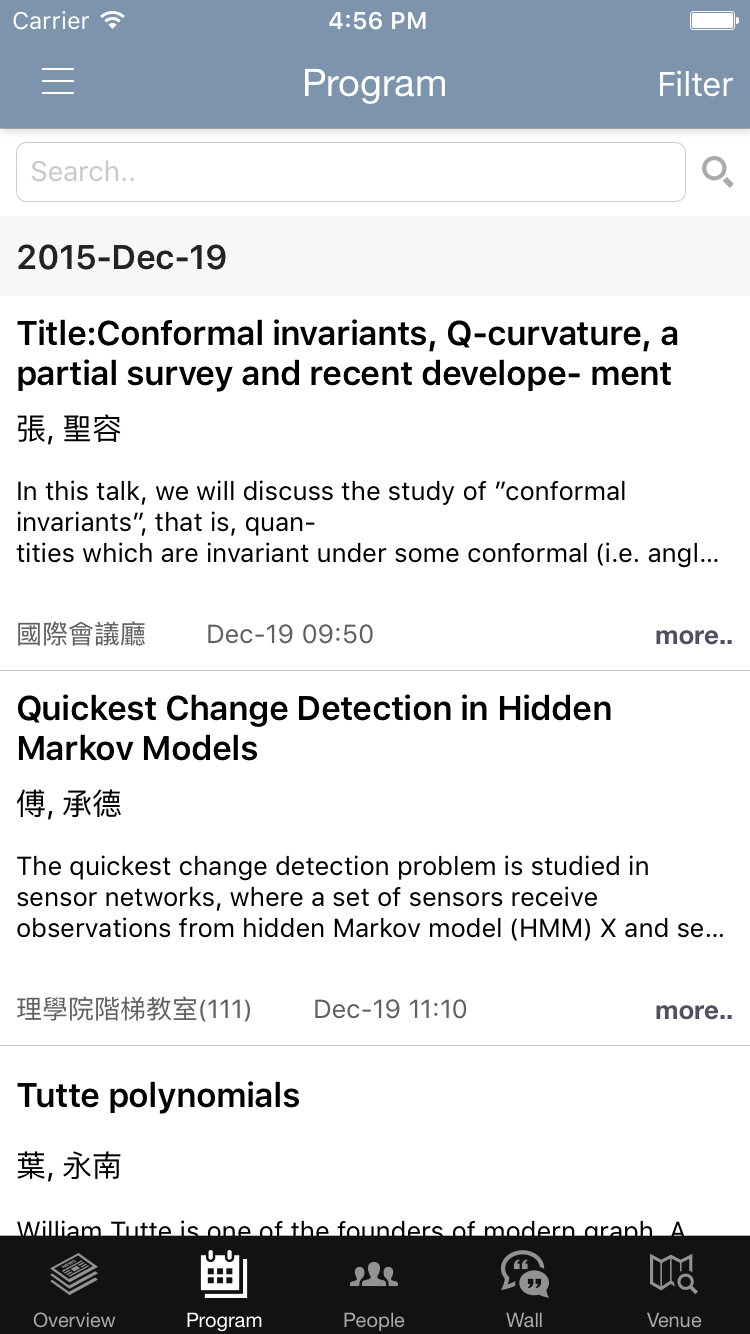 Carrier 4:56 PM
Program Filter
Search..
2015-Dec-19
Title:Conformal invariants, Q-curvature, a
partial survey and recent develope- ment
張, 聖容
In this talk, we will discuss the study of ”conformal
invariants”, that is, quan-
tities which are invariant under some conformal (i.e. angl...
國際會議廳 Dec-19 09:50 more..
Quickest Change Detection in Hidden
Markov Models
傅, 承德
The quickest change detection problem is studied in
sensor networks, where a set of sensors receive
observations from hidden Markov model (HMM) X and se...
理學院階梯教室(111) Dec-19 11:10 more..
Tutte polynomials
葉, 永南
William Tutte is one of the founders of modern graph. A
Overview Program People Wall Venue